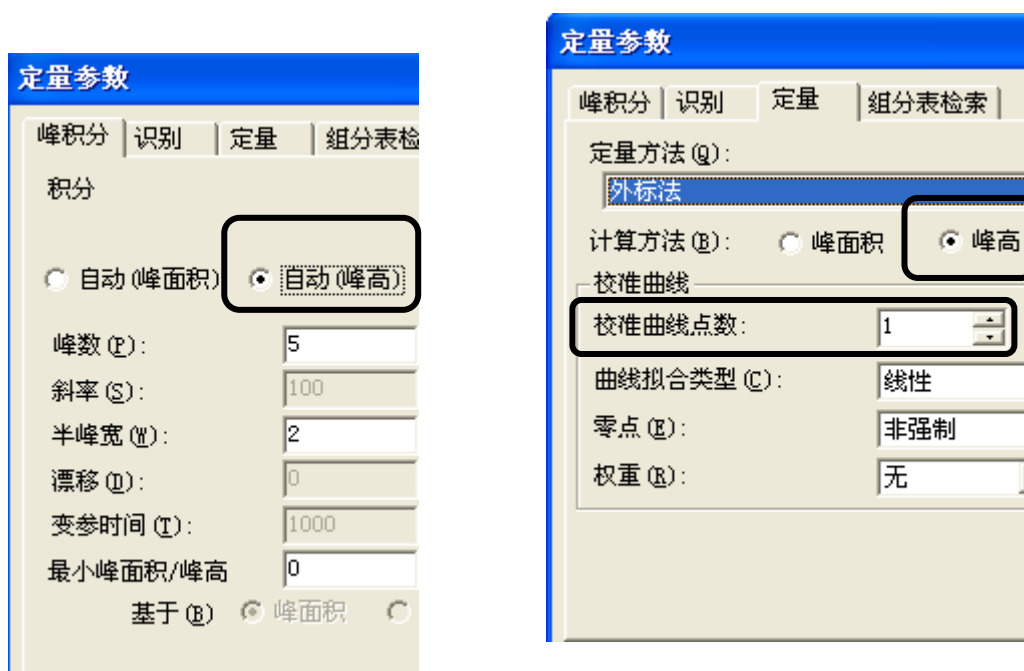 定量参数
峰积分 识别 定量 组分表检
积分
自动(峰面积) 自动(峰高)
峰数(P): 5
斜率(S): 100
半峰宽(W): 2
漂移(D): 0
变参时间(T): 1000
最小峰面积/峰高 0
基于(B) 峰面积
定量参数
峰积分 识别 定量 组分表检索
定量方法(Q):
外标法
计算方法(B): 峰面积 峰高
校准曲线
校准曲线点数: 1
曲线拟合类型(C): 线性
零点(E): 非强制
权重(R): 无